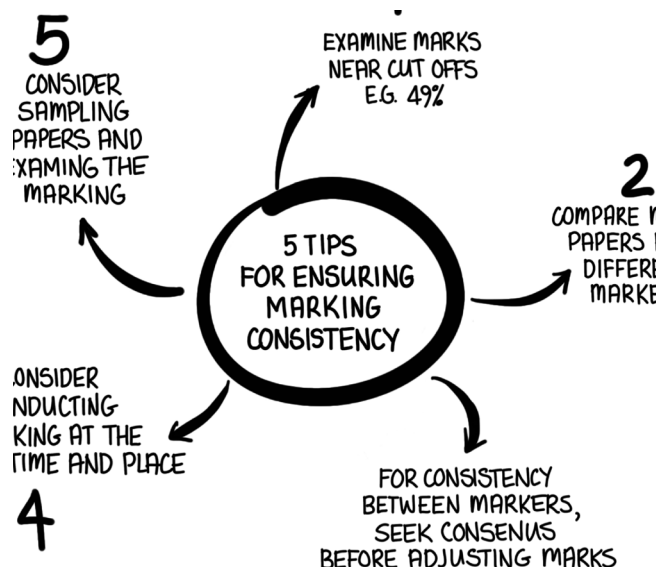 EXAMINE MARKS
NEAR CUT OFFS
E.G. 49%
2
COMPARE
PAPERS
5 TIPS
FOR ENSURING
MARKING
CONSISTENCY
FOR CONSISTENCY
BETWEEN MARKERS,
SEEK CONSENUS
BEFORE ADJUSTING MARKS
4
TIME AND PLACE
KING AT THE
NDUCTING
ONSIDER
5
CONSIDER
SAMPLING
PAPERS AND
XAMING THE
MARKING